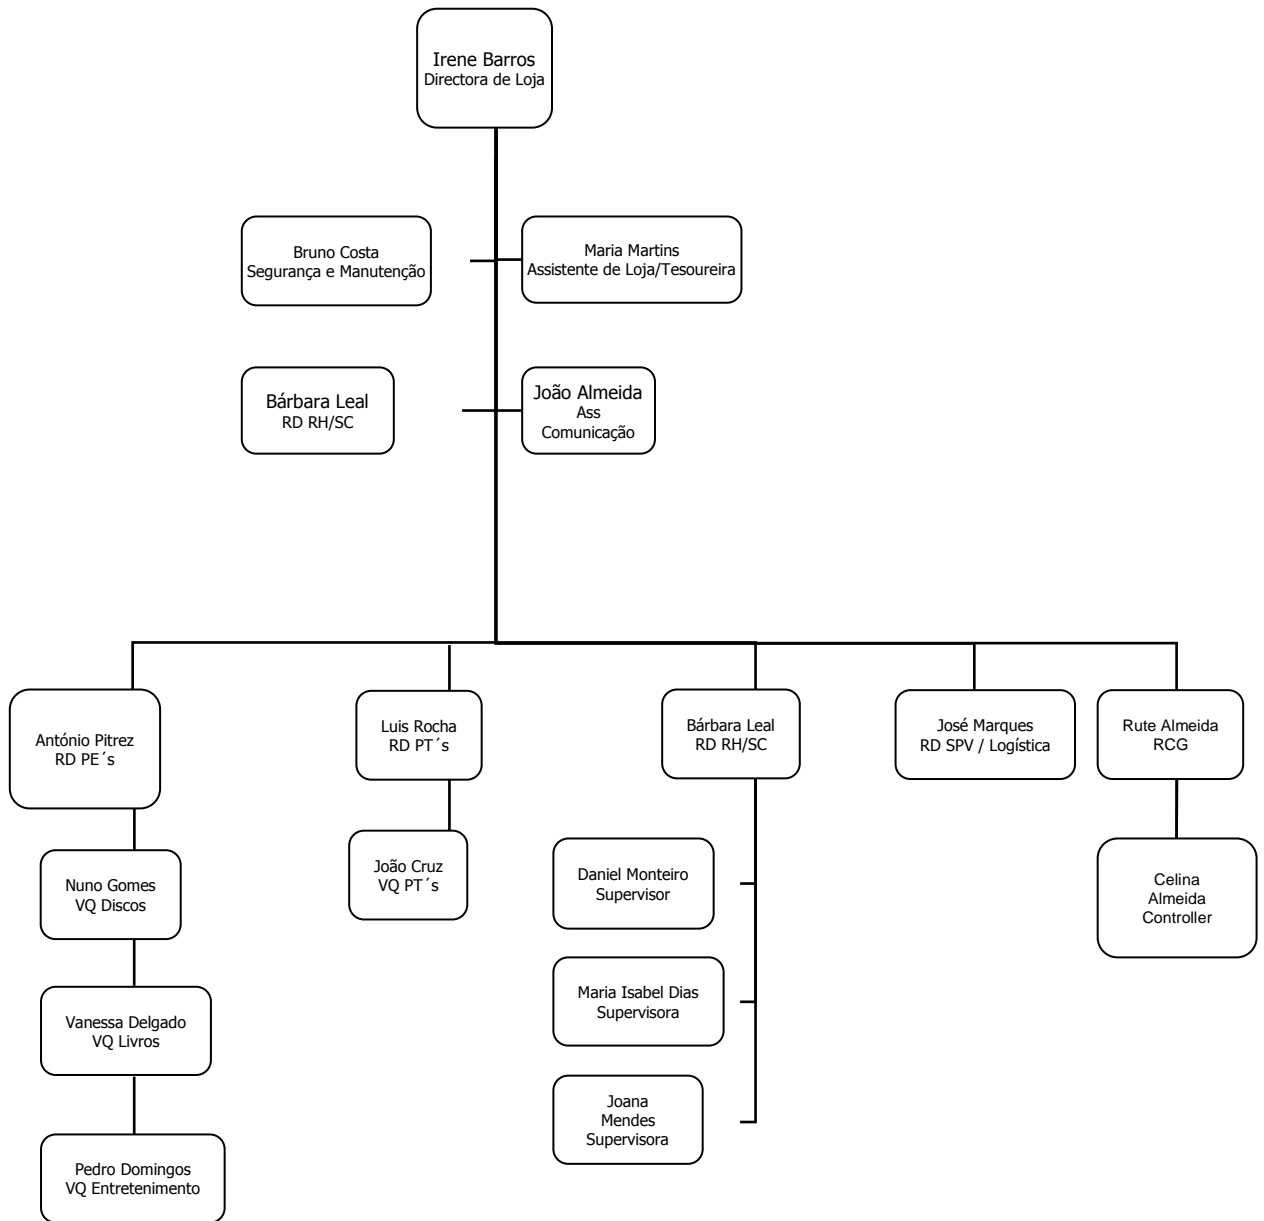 Irene Barros
Directora de Loja
Bruno Costa
Segurança e Manutenção
Maria Martins
Assistente de Loja/Tesoureira
Bárbara Leal
RD RH/SC
João Almeida
Ass
Comunicação
António Pitrez
RD PE´s
Luis Rocha
RD PT´s
Bárbara Leal
RD RH/SC
José Marques
RD SPV / Logística
Rute Almeida
RCG
Nuno Gomes
VQ Discos
João Cruz
VQ PT´s
Daniel Monteiro
Supervisor
Celina
Almeida
Controller
Vanessa Delgado
VQ Livros
Maria Isabel Dias
Supervisora
Joana
Mendes
Supervisora
Pedro Domingos
VQ Entretenimento